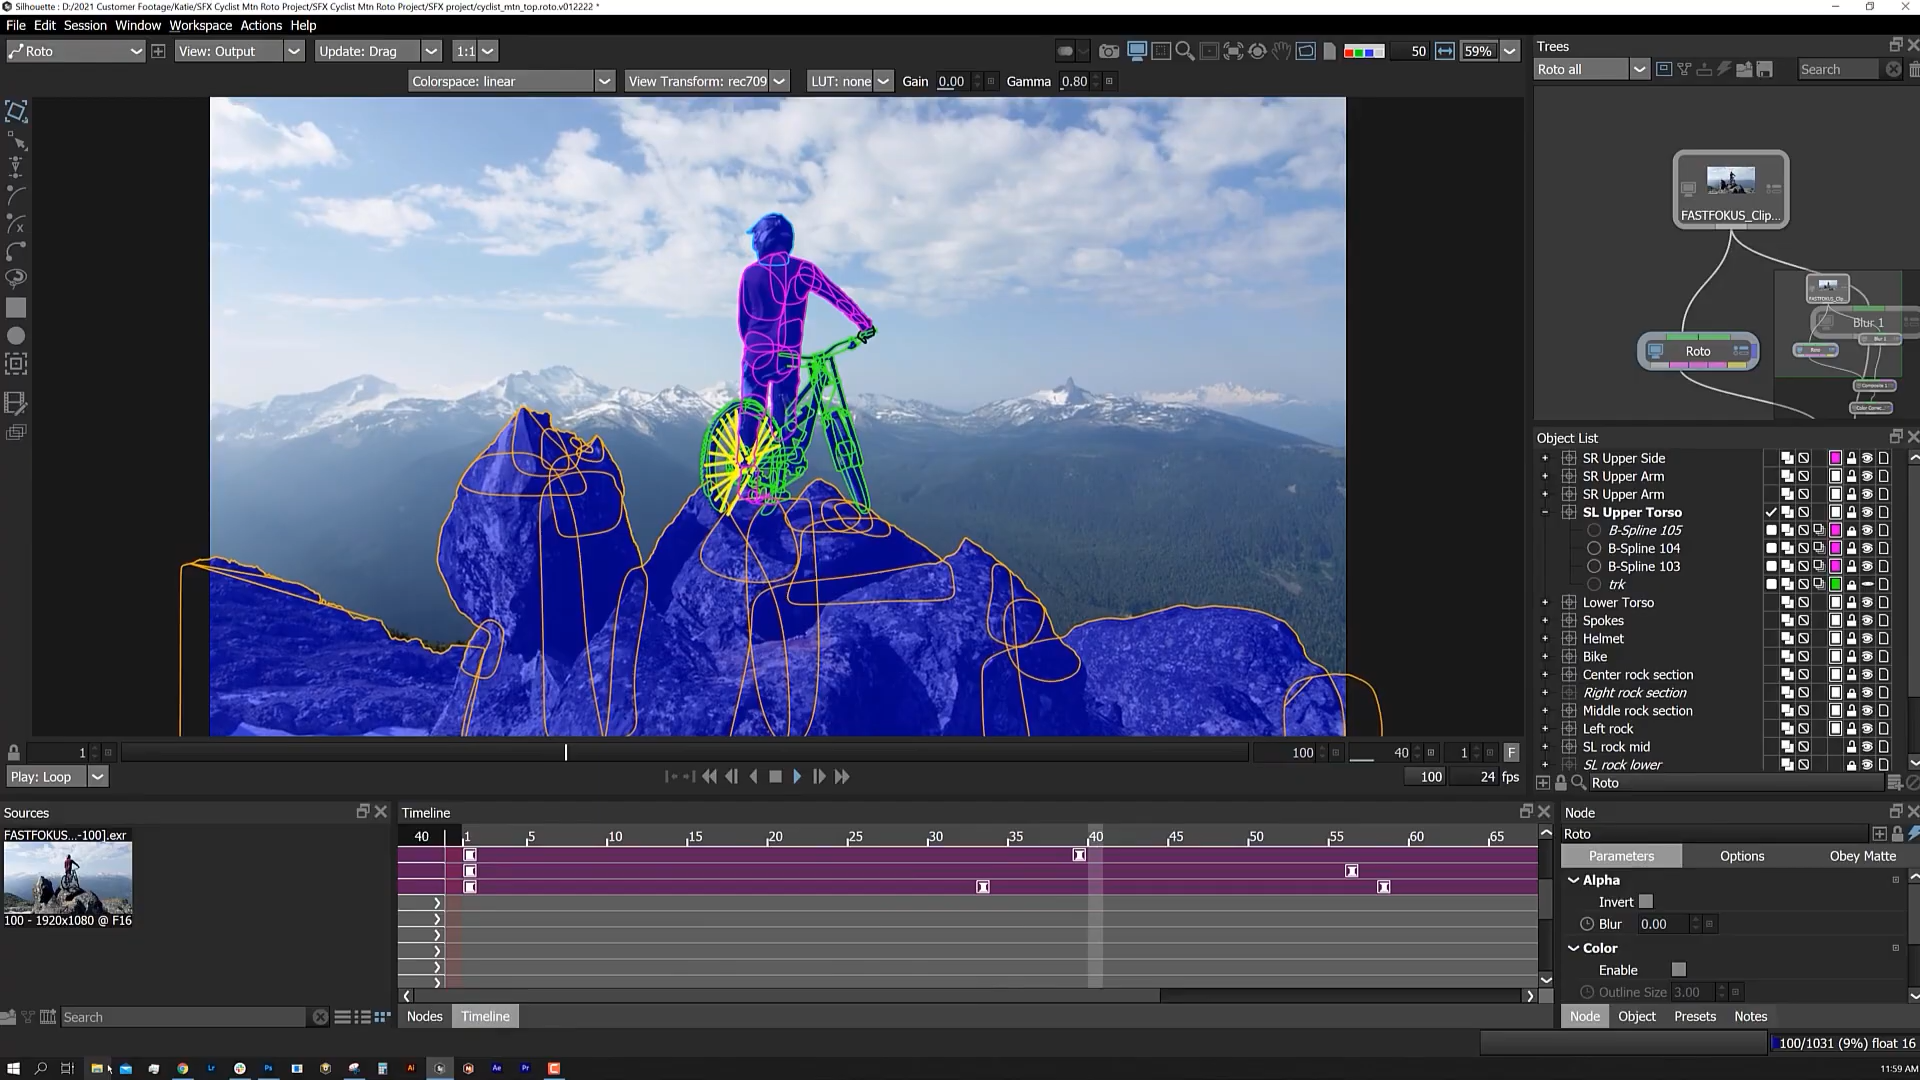 Silhouette : D:/2021 Customer Footage/Katie/SFX Cyclist Mtn Roto Project/SFX Cyclist Mtn Roto Project/SFX project/cyclist_mtn_top.roto.v012222 *
File Edit Session Window Workspace Actions Help
Roto View: Output Update: Drag 1:1 50 59%
Colorspace: linear View Transform: rec709 LUT: none Gain 0.00 Gamma 0.80
Trees
Roto all Search
FASTFOKUS_Clip...
Roto
Blur 1
Object List
SR Upper Side
SR Upper Arm
SR Upper Arm
SL Upper Torso
B-Spline 105
B-Spline 104
B-Spline 103
trk
Lower Torso
Spokes
Helmet
Bike
Center rock section
Right rock section
Middle rock section
Left rock
SL rock mid
SL rock lower
Roto
1 100 40 1 F
Play: Loop 100 24 fps
Sources
FASTFOKUS...-100].exr
100 - 1920x1080 @ F16
Search
Timeline
40 1 5 10 15 20 25 30 35 40 45 50 55 60 65
Nodes Timeline
Node
Roto
Parameters Options Obey Matte
Alpha
Invert
Blur 0.00
Color
Enable
Outline Size 3.00
Node Object Presets Notes
100/1031 (9%) float 16
11:59 AM